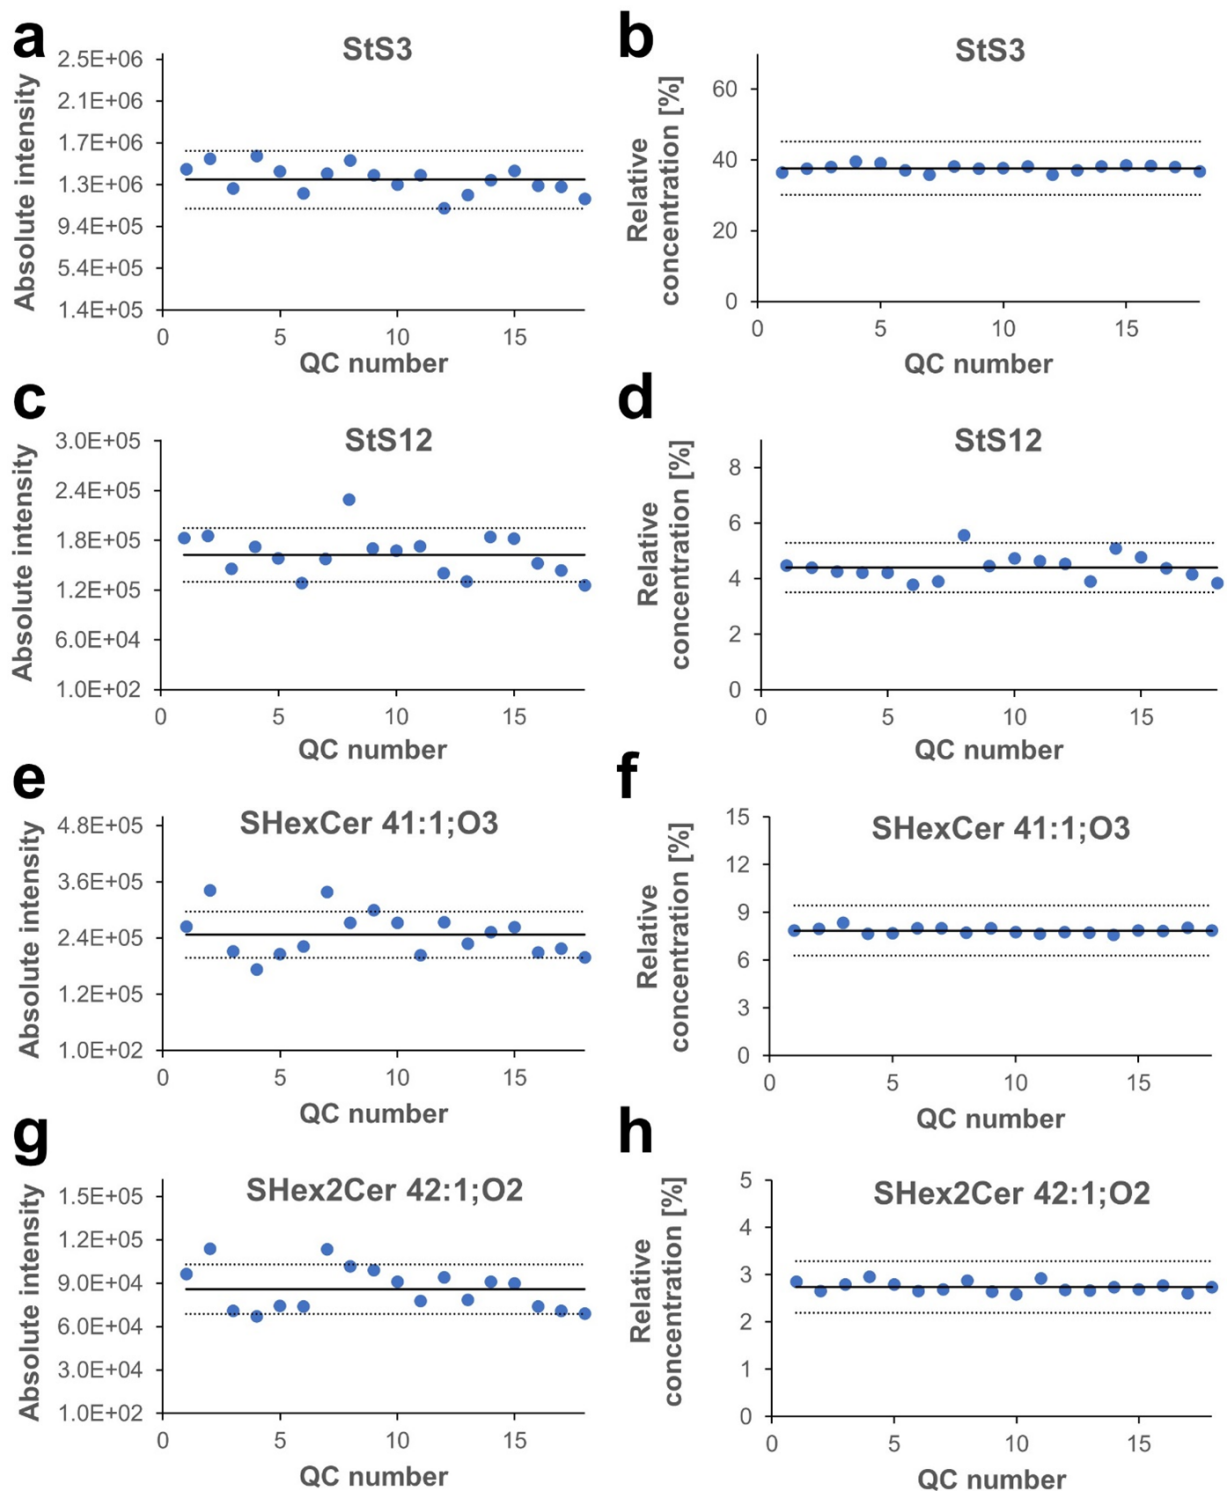 a
StS3
Absolute intensity
2.5E+06
2.1E+06
1.7E+06
1.3E+06
9.4E+05
5.4E+05
1.4E+05
0 5 10 15
QC number
b
StS3
Relative
concentration [%]
60
40
20
0
0 5 10 15
QC number
c
StS12
Absolute intensity
3.0E+05
2.4E+05
1.8E+05
1.2E+05
6.0E+04
1.0E+02
0 5 10 15
QC number
d
StS12
Relative
concentration [%]
8
6
4
2
0
0 5 10 15
QC number
e
SHexCer 41:1;O3
Absolute intensity
4.8E+05
3.6E+05
2.4E+05
1.2E+05
1.0E+02
0 5 10 15
QC number
f
SHexCer 41:1;O3
Relative
concentration [%]
15
12
9
6
3
0
0 5 10 15
QC number
g
SHex2Cer 42:1;O2
Absolute intensity
1.5E+05
1.2E+05
9.0E+04
6.0E+04
3.0E+04
1.0E+02
0 5 10 15
QC number
h
SHex2Cer 42:1;O2
Relative
concentration [%]
5
4
3
2
1
0
0 5 10 15
QC number